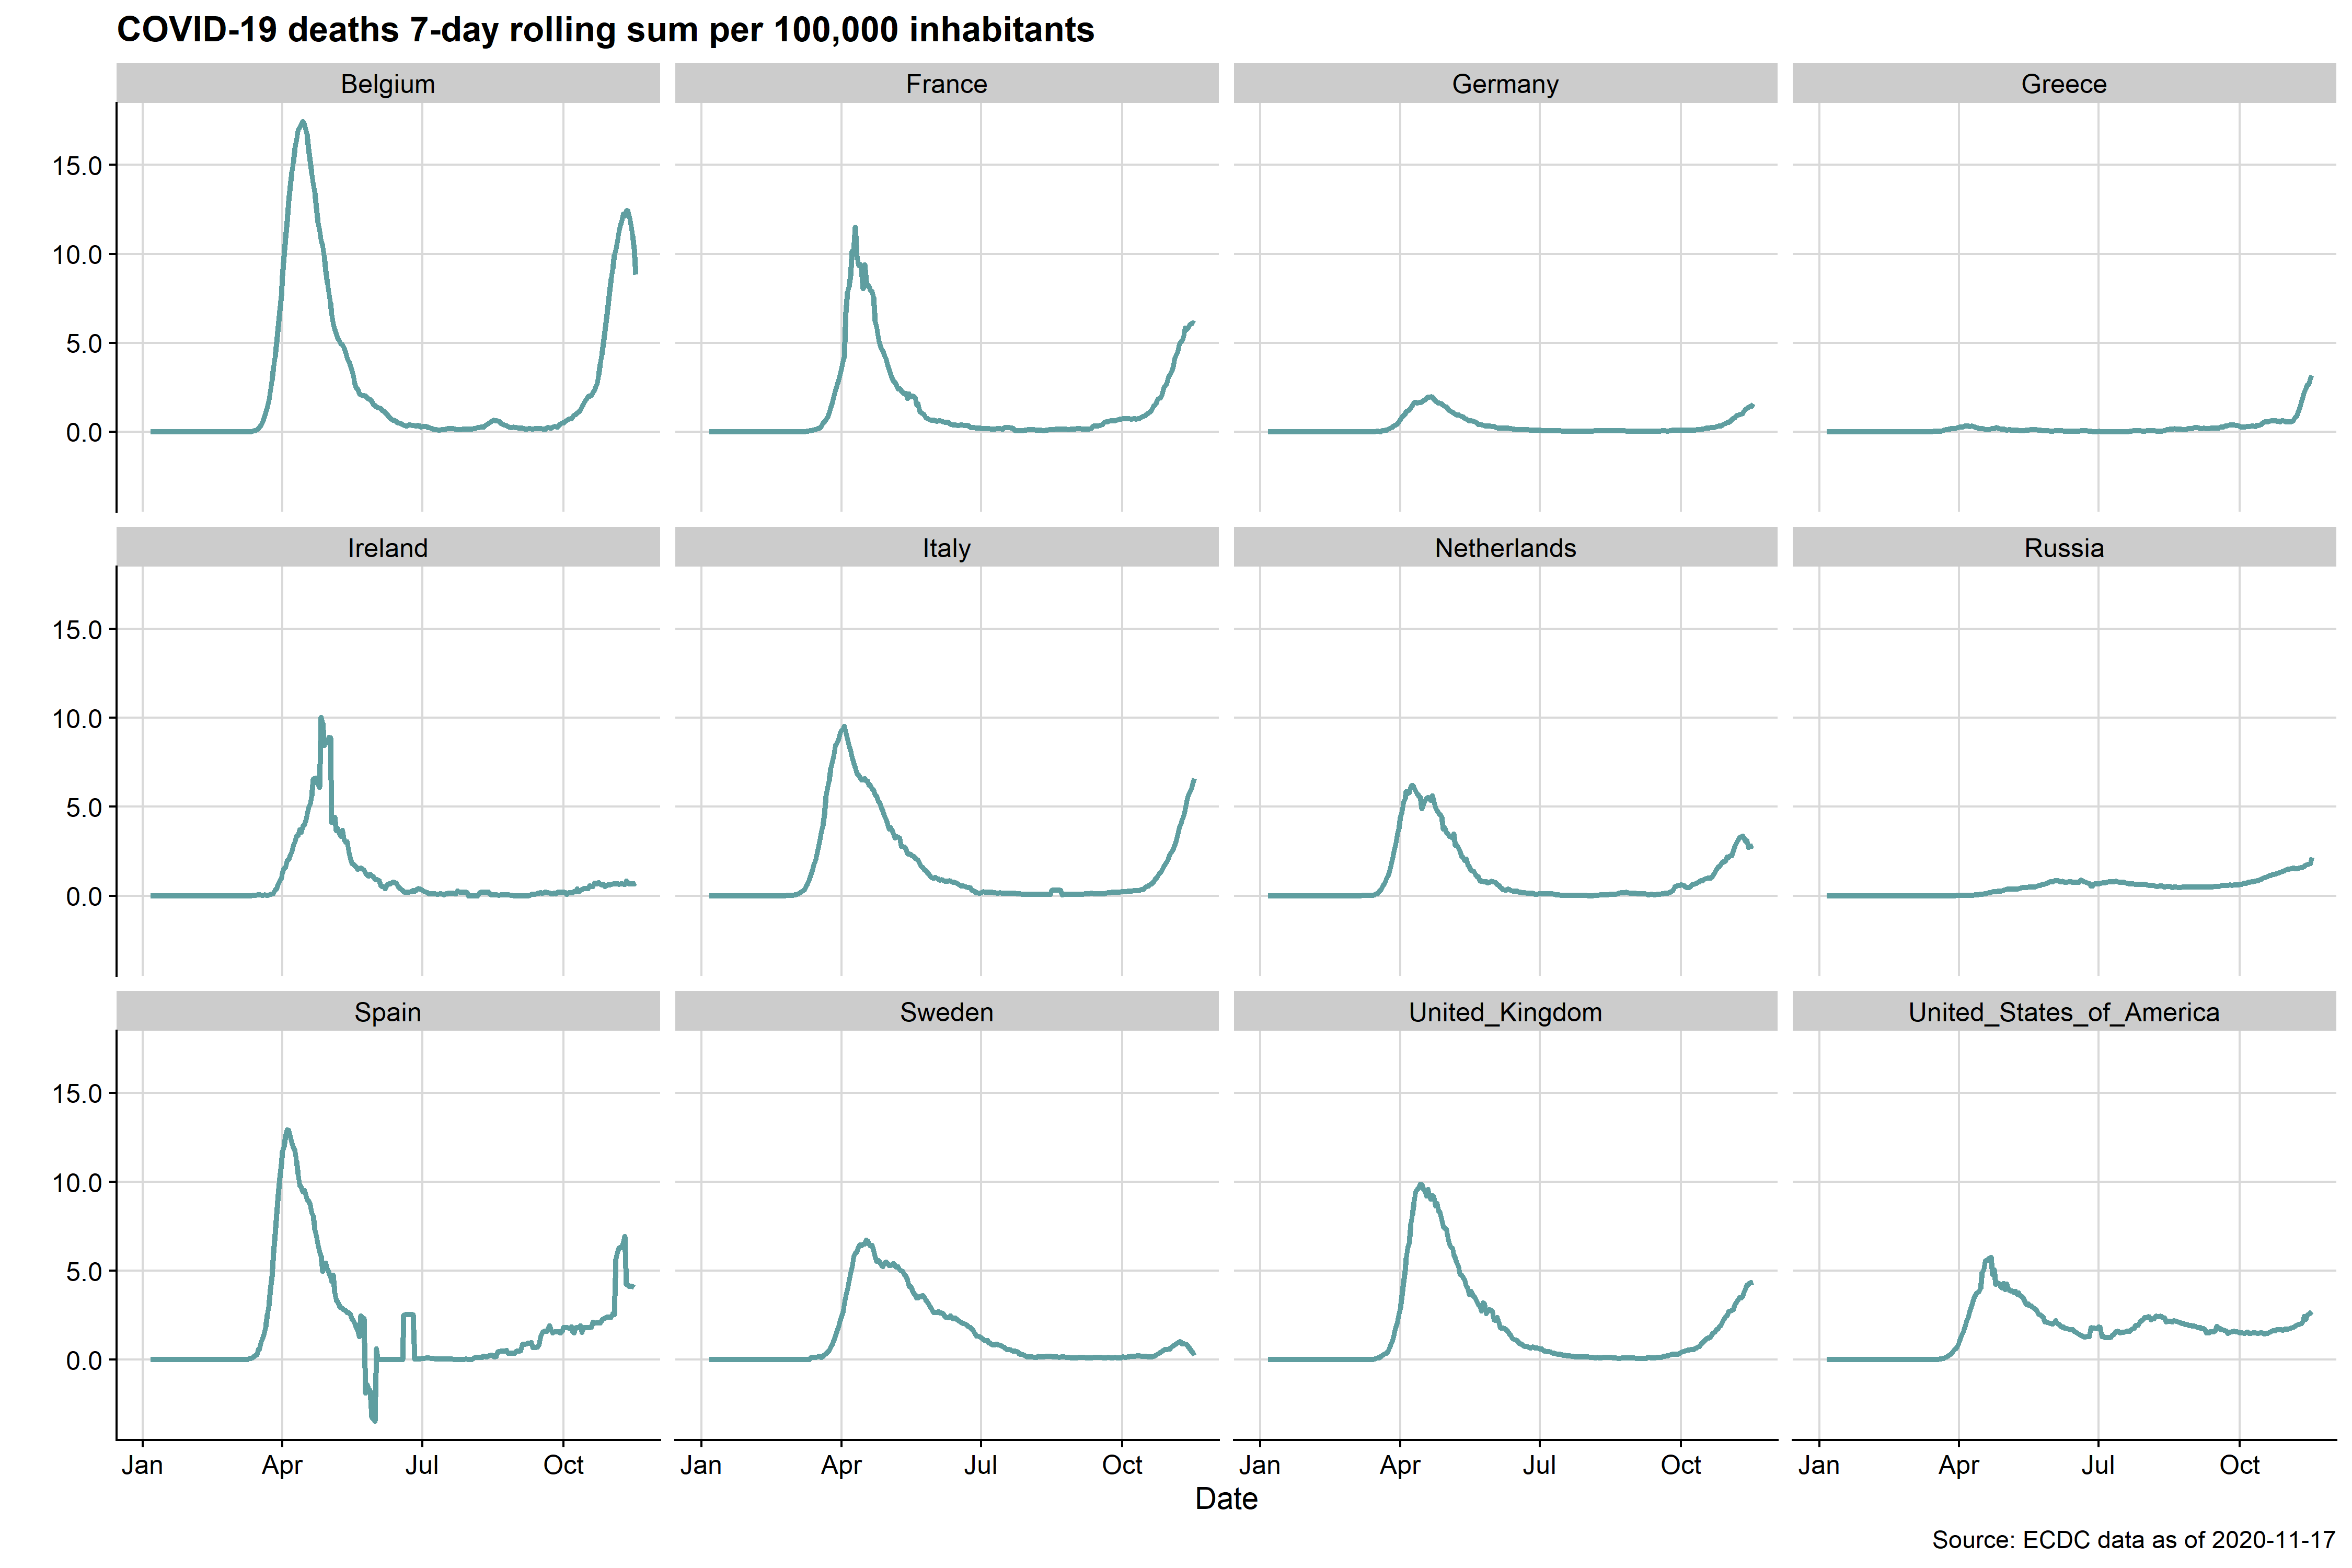 COVID-19 deaths 7-day rolling sum per 100,000 inhabitants
Belgium France Germany Greece
15.0
10.0
5.0
0.0
Ireland Italy Netherlands Russia
15.0
10.0
5.0
0.0
Spain Sweden United_Kingdom United_States_of_America
15.0
10.0
5.0
0.0
Jan Apr Jul Oct Jan Apr Jul Oct Jan Apr Jul Oct Jan Apr Jul Oct
Date
Source: ECDC data as of 2020-11-17